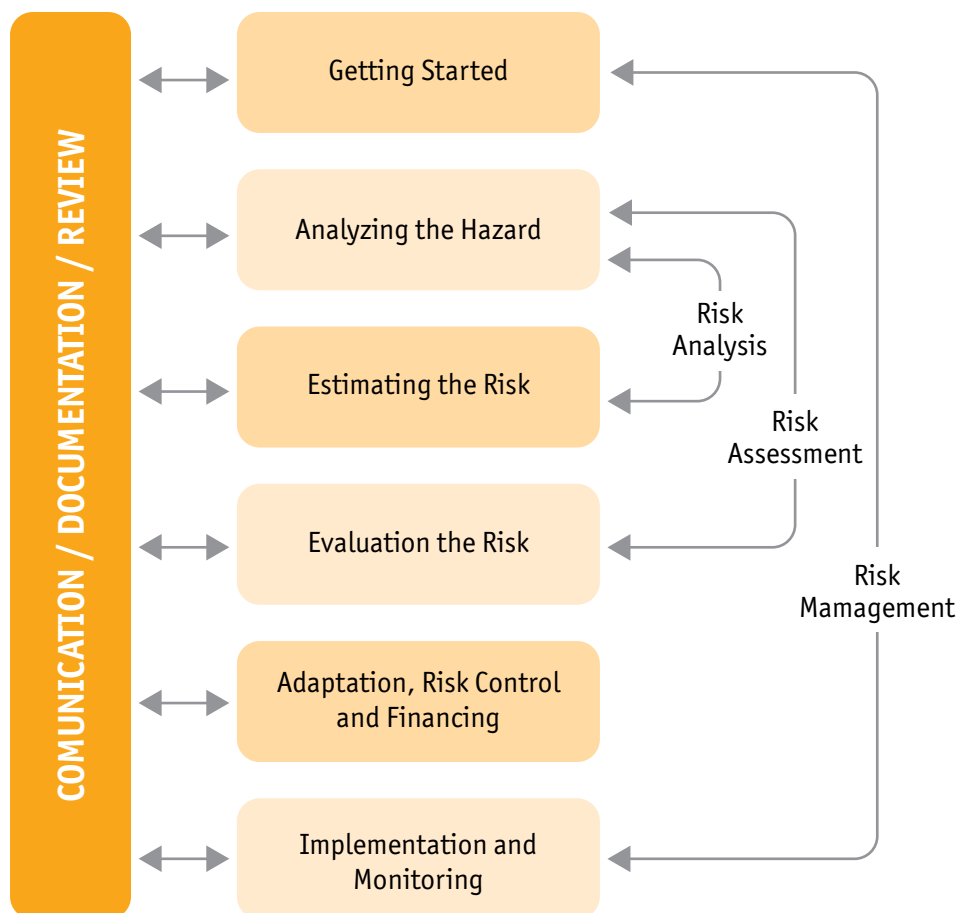 COMUNICATION / DOCUMENTATION / REVIEW
Getting Started
Analyzing the Hazard
Risk
Analysis
Estimating the Risk
Risk
Assessment
Evaluation the Risk
Risk
Mamagement
Adaptation, Risk Control
and Financing
Implementation and
Monitoring